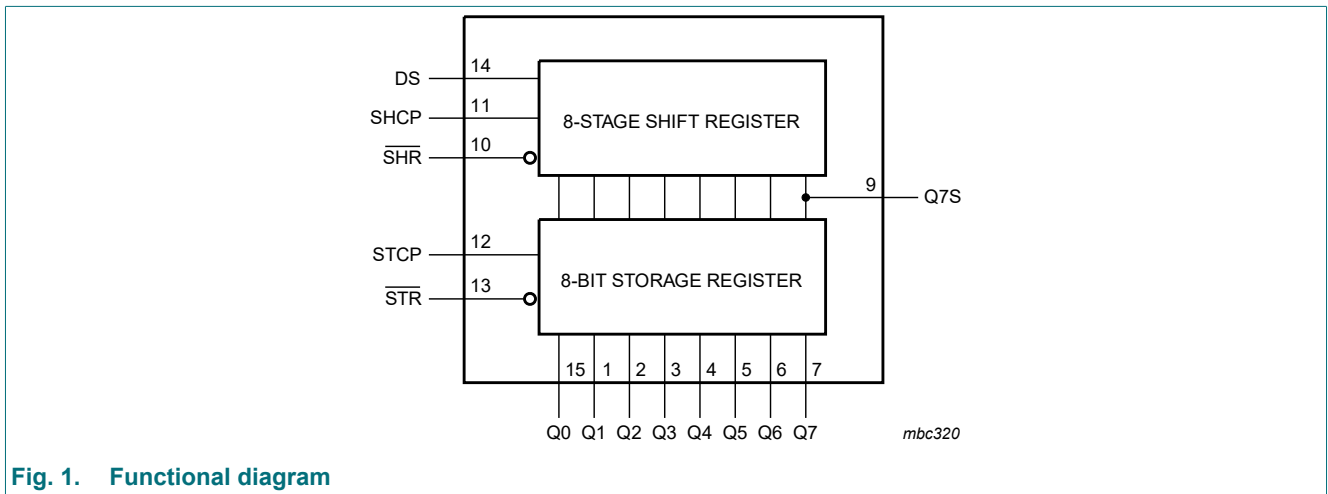 DS 14
SHCP 11
8-STAGE SHIFT REGISTER
S̅H̅R̅ 10
9 Q7S
STCP 12
8-BIT STORAGE REGISTER
S̅T̅R̅ 13
15 1 2 3 4 5 6 7
Q0 Q1 Q2 Q3 Q4 Q5 Q6 Q7
mbc320
Fig. 1. Functional diagram